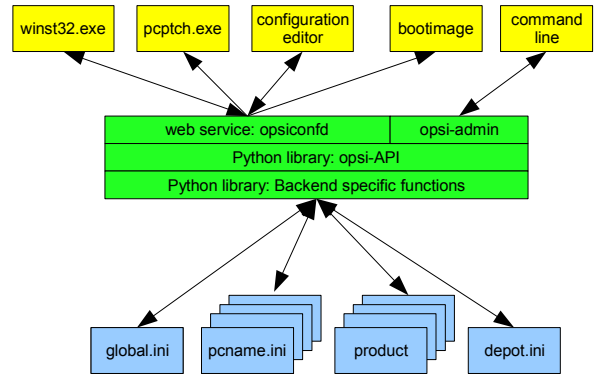 winst32.exe
pcptch.exe
configuration
editor
bootimage
command
line
web service: opsiconfd
opsi-admin
Python library: opsi-API
Python library: Backend specific functions
global.ini
pcname.ini
product
depot.ini